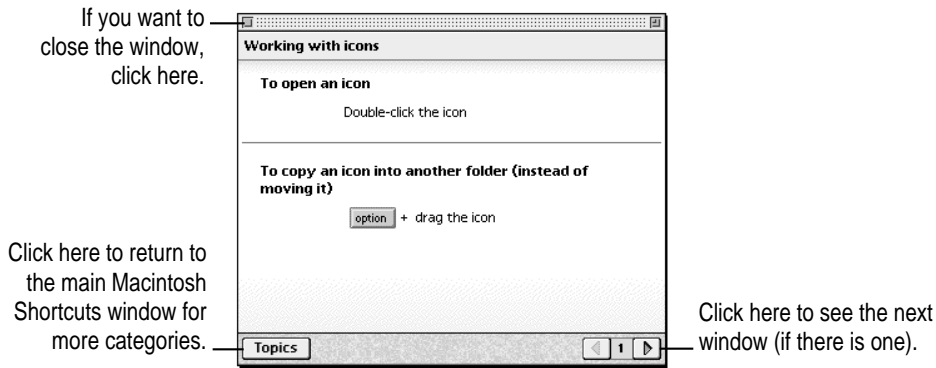 If you want to
close the window,
click here.
Working with icons
To open an icon
Double-click the icon
To copy an icon into another folder (instead of
moving it)
option + drag the icon
Click here to return to
the main Macintosh
Shortcuts window for
more categories.
Topics
1
Click here to see the next
window (if there is one).